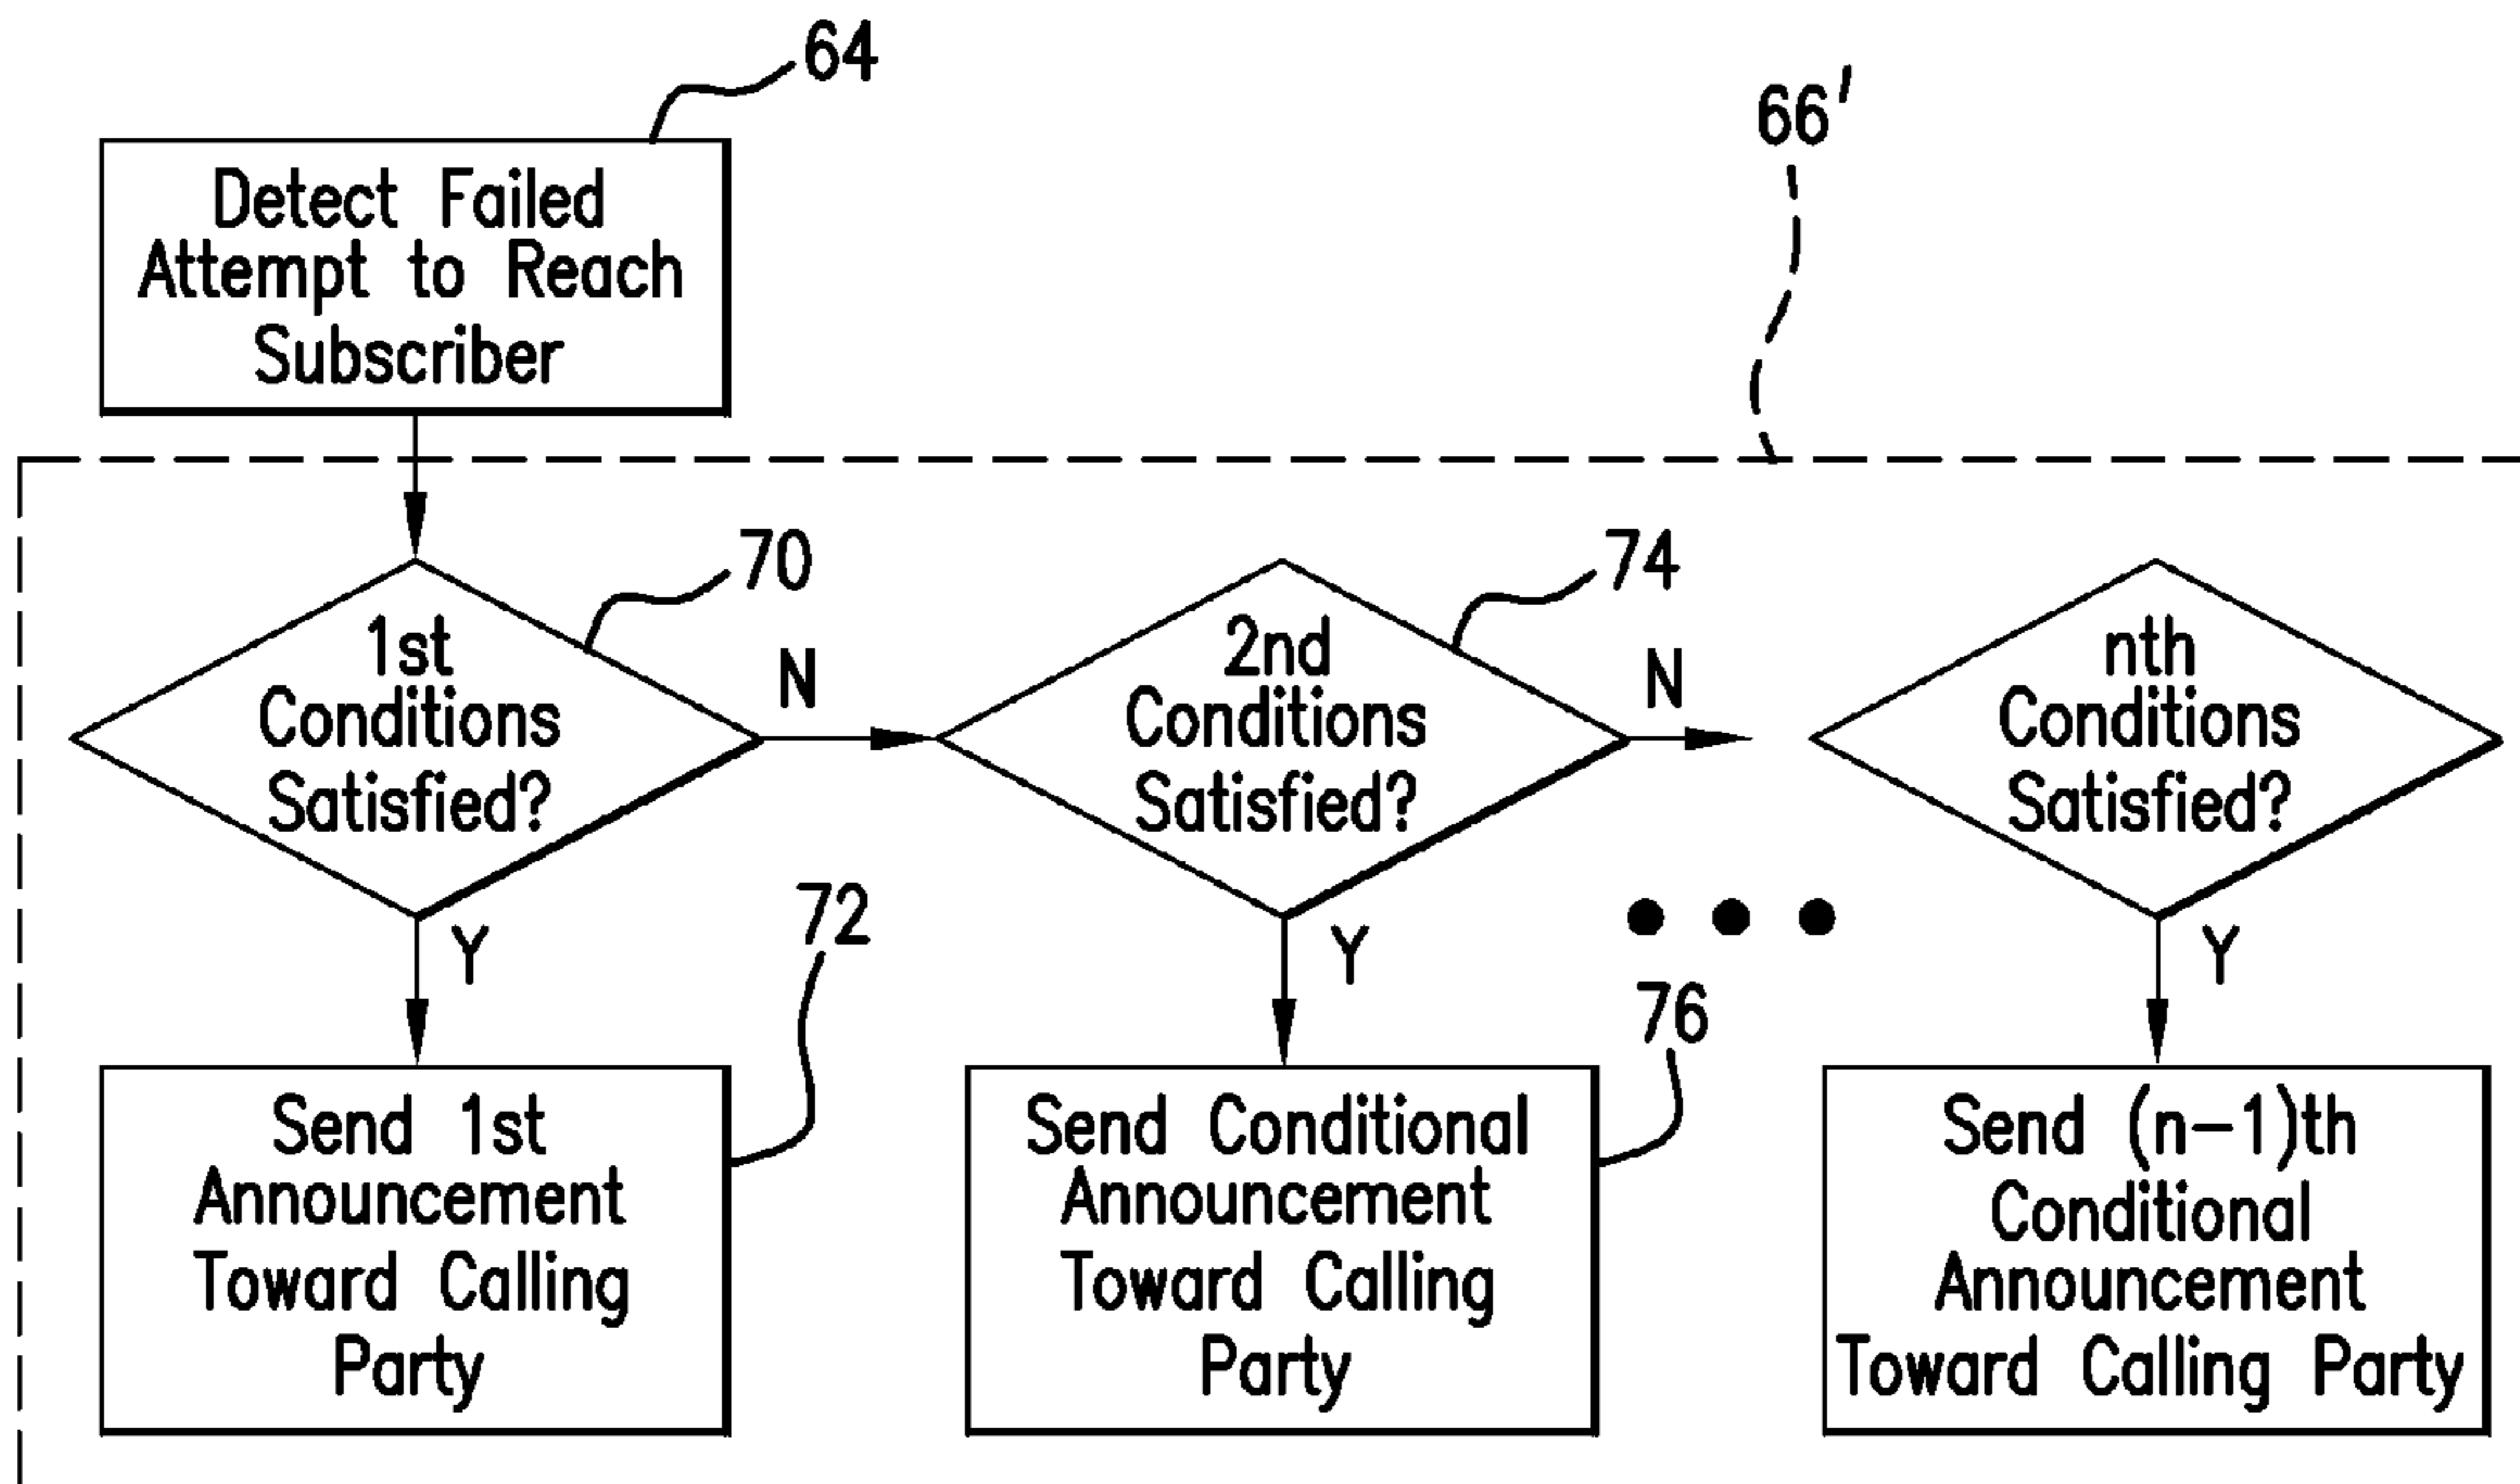 64
66'
Detect Failed
Attempt to Reach
Subscriber
70
74
1st
Conditions
Satisfied?
N
2nd
Conditions
Satisfied?
N
nth
Conditions
Satisfied?
72
Y
Y
Y
76
Send 1st
Announcement
Toward Calling
Party
Send Conditional
Announcement
Toward Calling
Party
Send (n-1)th
Conditional
Announcement
Toward Calling Party